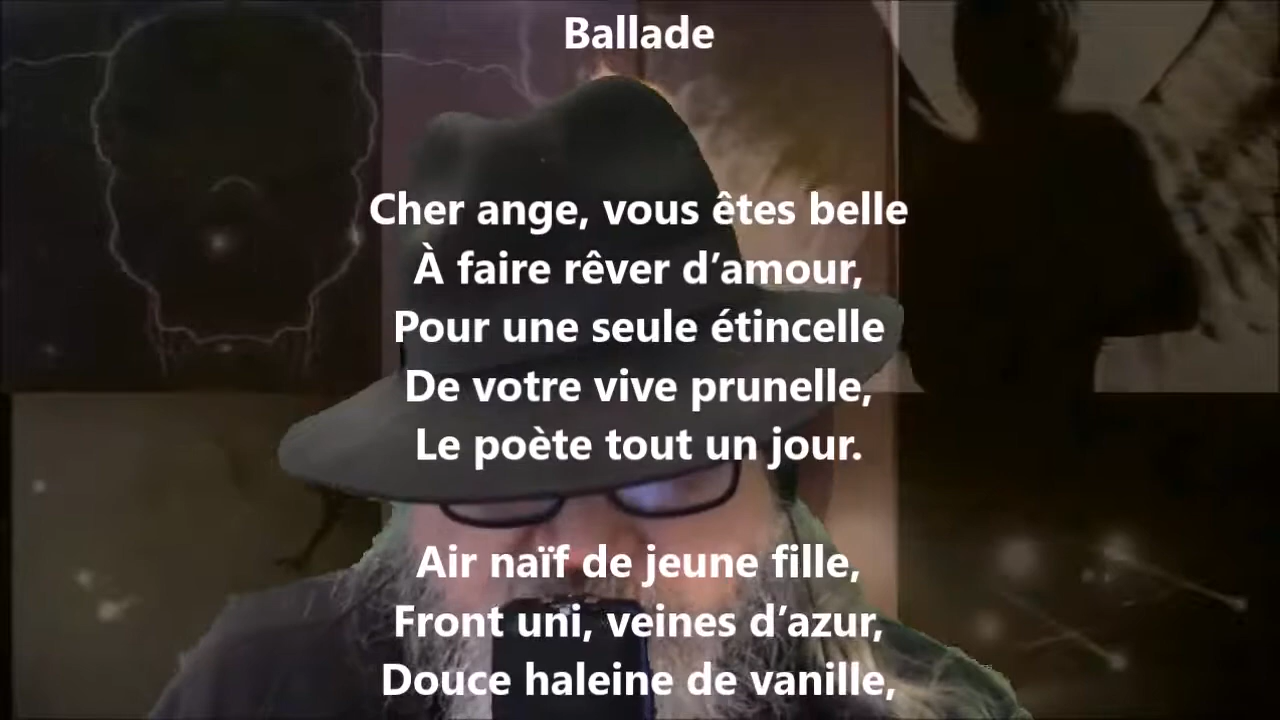 Ballade
Cher ange, vous êtes belle
À faire rêver d’amour,
Pour une seule étincelle
De votre vive prunelle,
Le poète tout un jour.
Air naïf de jeune fille,
Front uni, veines d’azur,
Douce haleine de vanille,